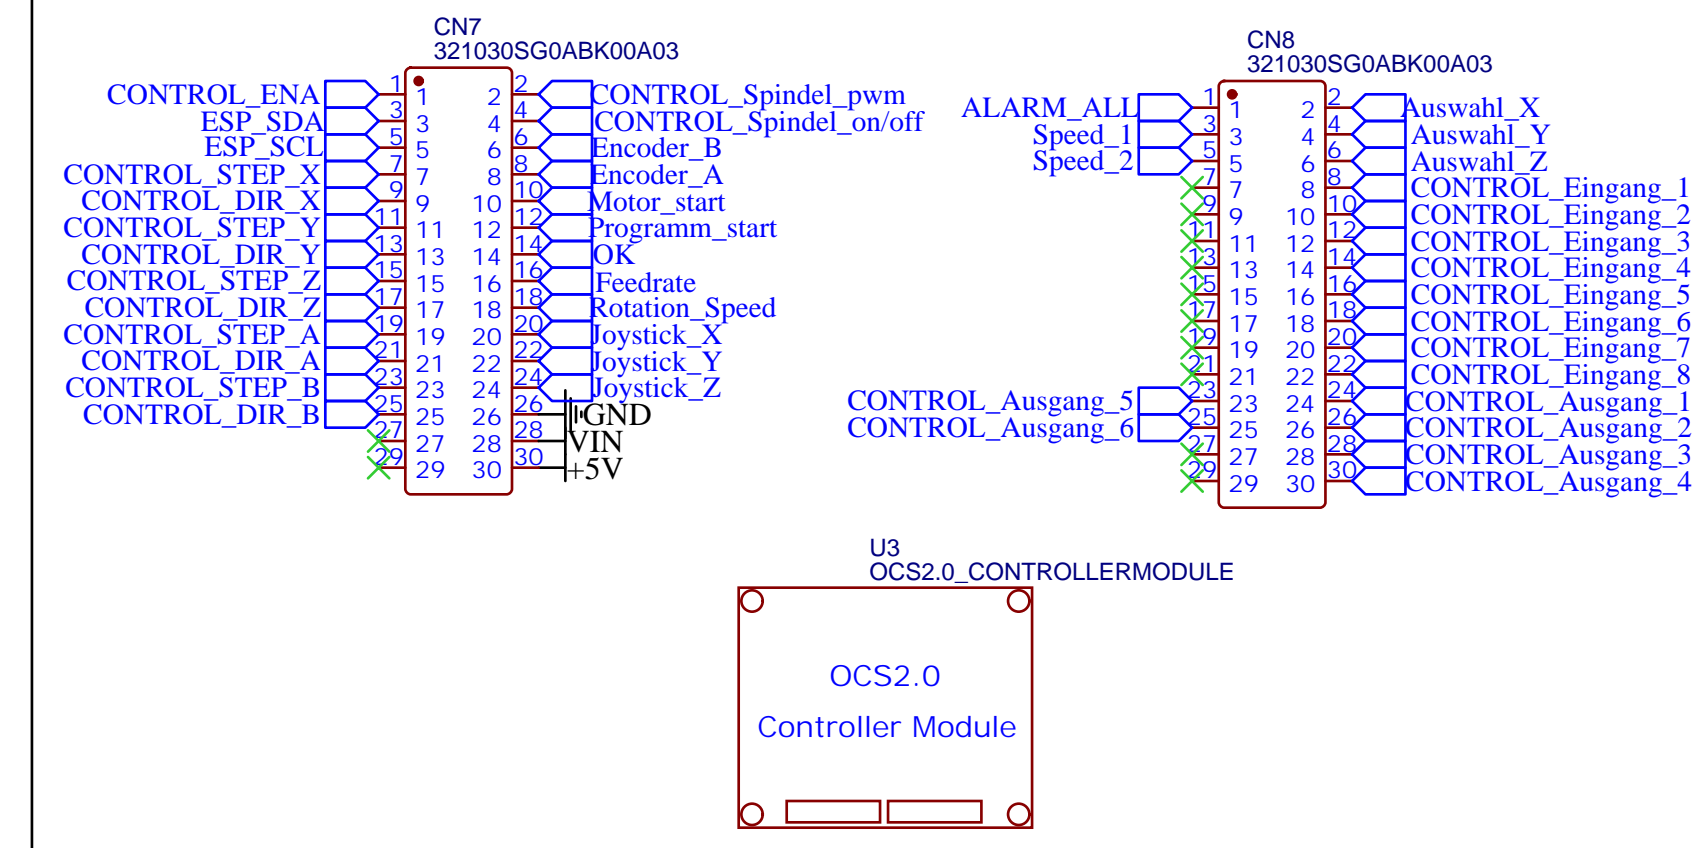 CN7
321030SG0ABK00A03
CONTROL_ENA 1 1 2 2 CONTROL_Spindel_pwm
ESP_SDA 3 3 4 4 CONTROL_Spindel_on/off
ESP_SCL 5 5 6 6 Encoder_B
CONTROL_STEP_X 7 7 8 8 Encoder_A
CONTROL_DIR_X 9 9 10 10 Motor_start
CONTROL_STEP_Y 11 11 12 12 Programm_start
CONTROL_DIR_Y 13 13 14 14 OK
CONTROL_STEP_Z 15 15 16 16 Feedrate
CONTROL_DIR_Z 17 17 18 18 Rotation_Speed
CONTROL_STEP_A 19 19 20 20 Joystick_X
CONTROL_DIR_A 21 21 22 22 Joystick_Y
CONTROL_STEP_B 23 23 24 24 Joystick_Z
CONTROL_DIR_B 25 25 26 26 GND
27 27 28 28 VIN
29 29 30 30 +5V
CN8
321030SG0ABK00A03
ALARM_ALL 1 1 2 2 Auswahl_X
Speed_1 3 3 4 4 Auswahl_Y
Speed_2 5 5 6 6 Auswahl_Z
7 7 8 8 CONTROL_Eingang_1
9 9 10 10 CONTROL_Eingang_2
11 11 12 12 CONTROL_Eingang_3
13 13 14 14 CONTROL_Eingang_4
15 15 16 16 CONTROL_Eingang_5
17 17 18 18 CONTROL_Eingang_6
19 19 20 20 CONTROL_Eingang_7
21 21 22 22 CONTROL_Eingang_8
CONTROL_Ausgang_5 23 23 24 24 CONTROL_Ausgang_1
CONTROL_Ausgang_6 25 25 26 26 CONTROL_Ausgang_2
27 27 28 28 CONTROL_Ausgang_3
29 29 30 30 CONTROL_Ausgang_4
U3
OCS2.0_CONTROLLERMODULE
OCS2.0
Controller Module